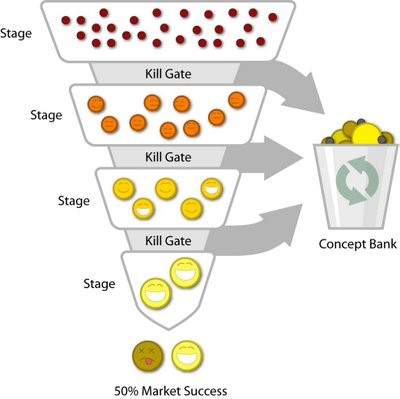 Stage
Kill Gate
Stage
Kill Gate
Stage
Kill Gate
Concept Bank
Stage
50% Market Success